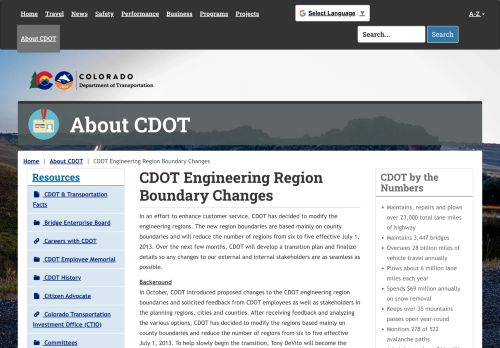 Home Travel News Safety Performance Business Programs Projects
Select Language ▼
A-Z
About CDOT
Search... Search
COLORADO
Department of Transportation
About CDOT
Home | About CDOT | CDOT Engineering Region Boundary Changes
Resources
CDOT & Transportation
Facts
Bridge Enterprise Board
Careers with CDOT
CDOT Employee Memorial
CDOT History
Citizen Advocate
Colorado Transportation
Investment Office (CTIO)
Committees
CDOT Engineering Region
Boundary Changes
In an effort to enhance customer service, CDOT has decided to modify the
engineering regions. The new region boundaries are based mainly on county
boundaries and will reduce the number of regions from six to five effective July 1,
2013. Over the next few months, CDOT will develop a transition plan and finalize
details so any changes to our external and internal stakeholders are as seamless as
possible.
Background
In October, CDOT introduced proposed changes to the CDOT engineering region
boundaries and solicited feedback from CDOT employees as well as stakeholders in
the planning regions, cities and counties. After receiving feedback and analyzing
the various options, CDOT has decided to modify the regions based mainly on
county boundaries and reduce the number of regions from six to five effective
July 1, 2013. To help slowly begin the transition, Tony DeVito will become the
CDOT by the
Numbers
Maintains, repairs and plows
over 23,000 total lane miles
of highway
Maintains 3,447 bridges
Oversees 28 billion miles of
vehicle travel annually
Plows about 6 million lane
miles each year
Spends $69 million annually
on snow removal
Keeps over 35 mountains
passes open year-round
Monitors 278 of 522
avalanche paths